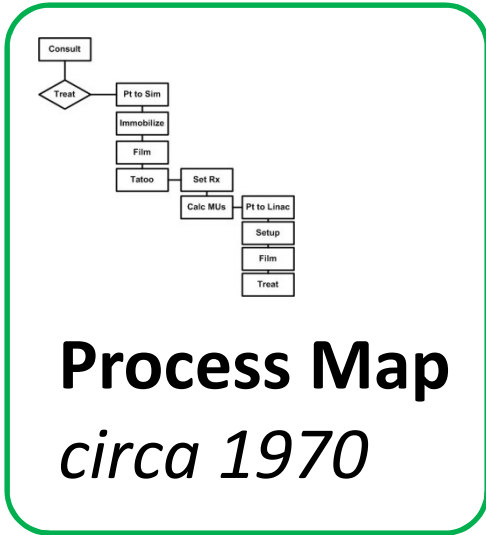 Consult
Treat
Pt to Sim
Immobilize
Film
Tatoo
Set Rx
Calc MUs
Pt to Linac
Setup
Film
Treat
Process Map
circa 1970